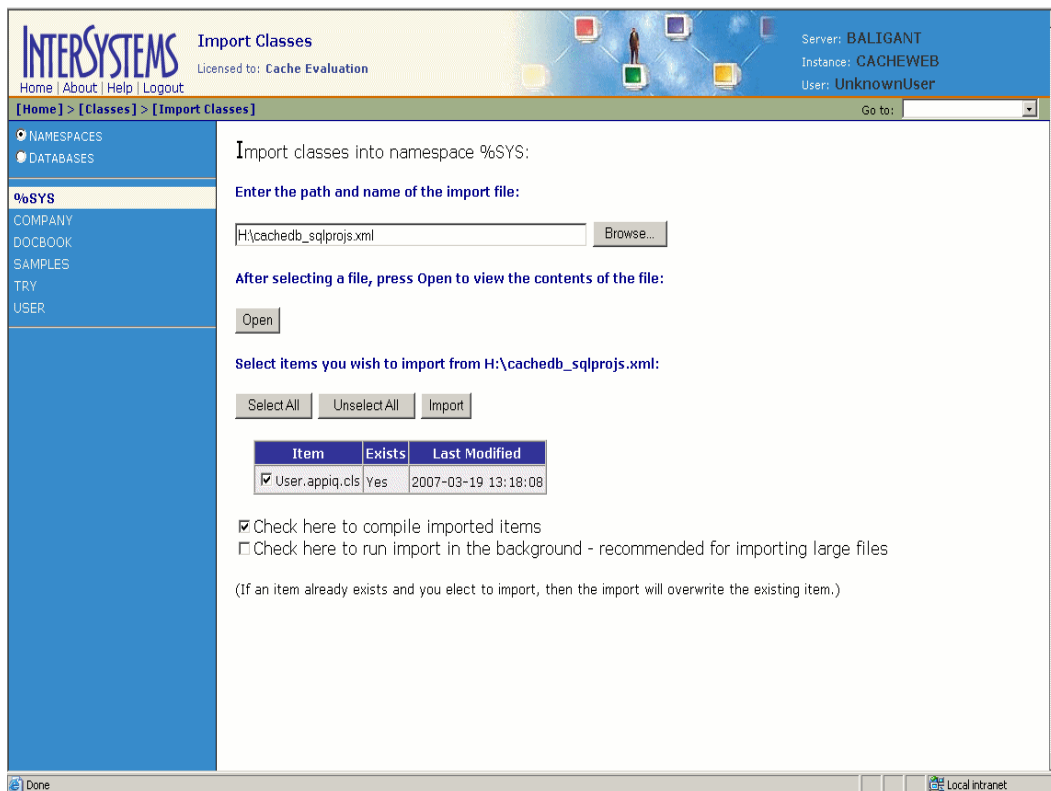 INTERSYSTEMS
Home | About | Help | Logout
Import Classes
Licensed to: Cache Evaluation
Server: BALIGANT
Instance: CACHEWEB
User: UnknownUser
[Home] > [Classes] > [Import Classes]
Go to:
NAMESPACES
DATABASES
%SYS
COMPANY
DOCBOOK
SAMPLES
TRY
USER
Import classes into namespace %SYS:
Enter the path and name of the import file:
H:\cachedb_sqlprojs.xml
Browse...
After selecting a file, press Open to view the contents of the file:
Open
Select items you wish to import from H:\cachedb_sqlprojs.xml:
Select All Unselect All Import
Item Exists Last Modified
User.appiq.cls Yes 2007-03-19 13:18:08
Check here to compile imported items
Check here to run import in the background - recommended for importing large files
(If an item already exists and you elect to import, then the import will overwrite the existing item.)
Done
Local intranet